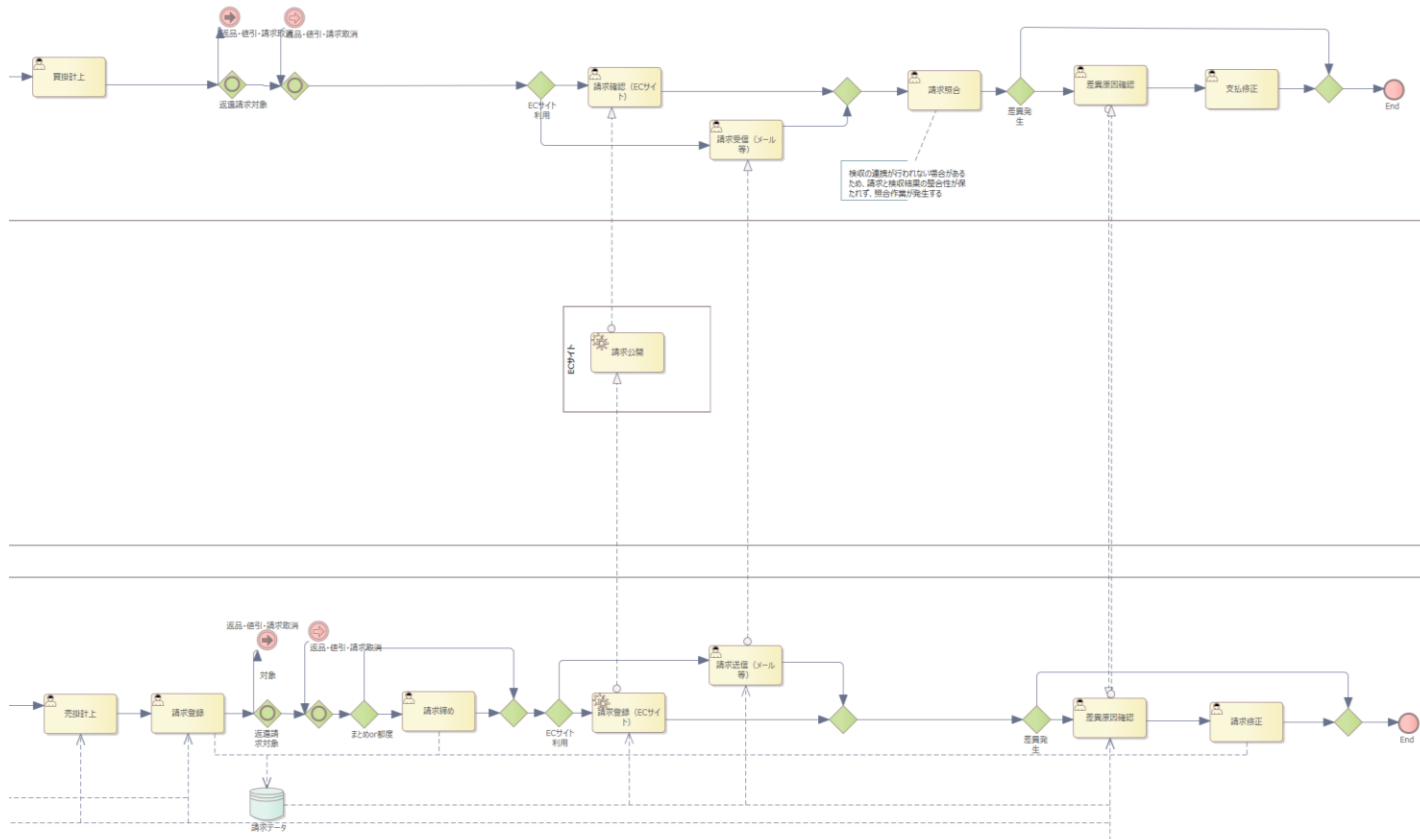 返品・値引・請求取消
返品・値引・請求取消
買掛計上
返還請求対象
ECサイト
利用
請求確認（ECサイ
ト）
請求受信（メール
等）
請求照合
差異発
生
差異原因確認
支払修正
End
検収の連携が行われない場合がある
ため、請求と検収結果の整合性が保
たれず、照合作業が発生する
ECサイト
請求公開
返品・値引・請求取消
返品・値引・請求取消
対象
売掛計上
請求登録
返還請
求対象
まとめor都度
請求締め
ECサイト
利用
請求送信（メール
等）
請求登録（ECサイ
ト）
差異発
生
差異原因確認
請求修正
End
請求データ